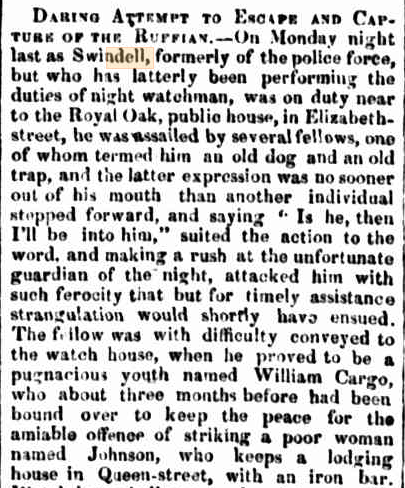 DARING ATTEMPT TO ESCAPE AND CAP-
TURE OF THE RUFFIAN.—On Monday night
last as Swindell, formerly of the police force,
but who has latterly been performing the
duties of night watchman, was on duty near
to the Royal Oak, public house, in Elizabeth-
street, he was assailed by several fellows, one
of whom termed him an old dog and an old
trap, and the latter expression was no sooner
out of his mouth than another individual
stepped forward, and saying " Is he, then
I'll be into him," suited the action to the
word, and making a rush at the unfortunate
guardian of the night, attacked him with
such ferocity that but for timely assistance
strangulation would shortly have ensued.
The fellow was with difficulty conveyed to
the watch house, when he proved to be a
pugnacious youth named William Cargo,
who about three months before had been
bound over to keep the peace for the
amiable offence of striking a poor woman
named Johnson, who keeps a lodging
house in Queen-street, with an iron bar.